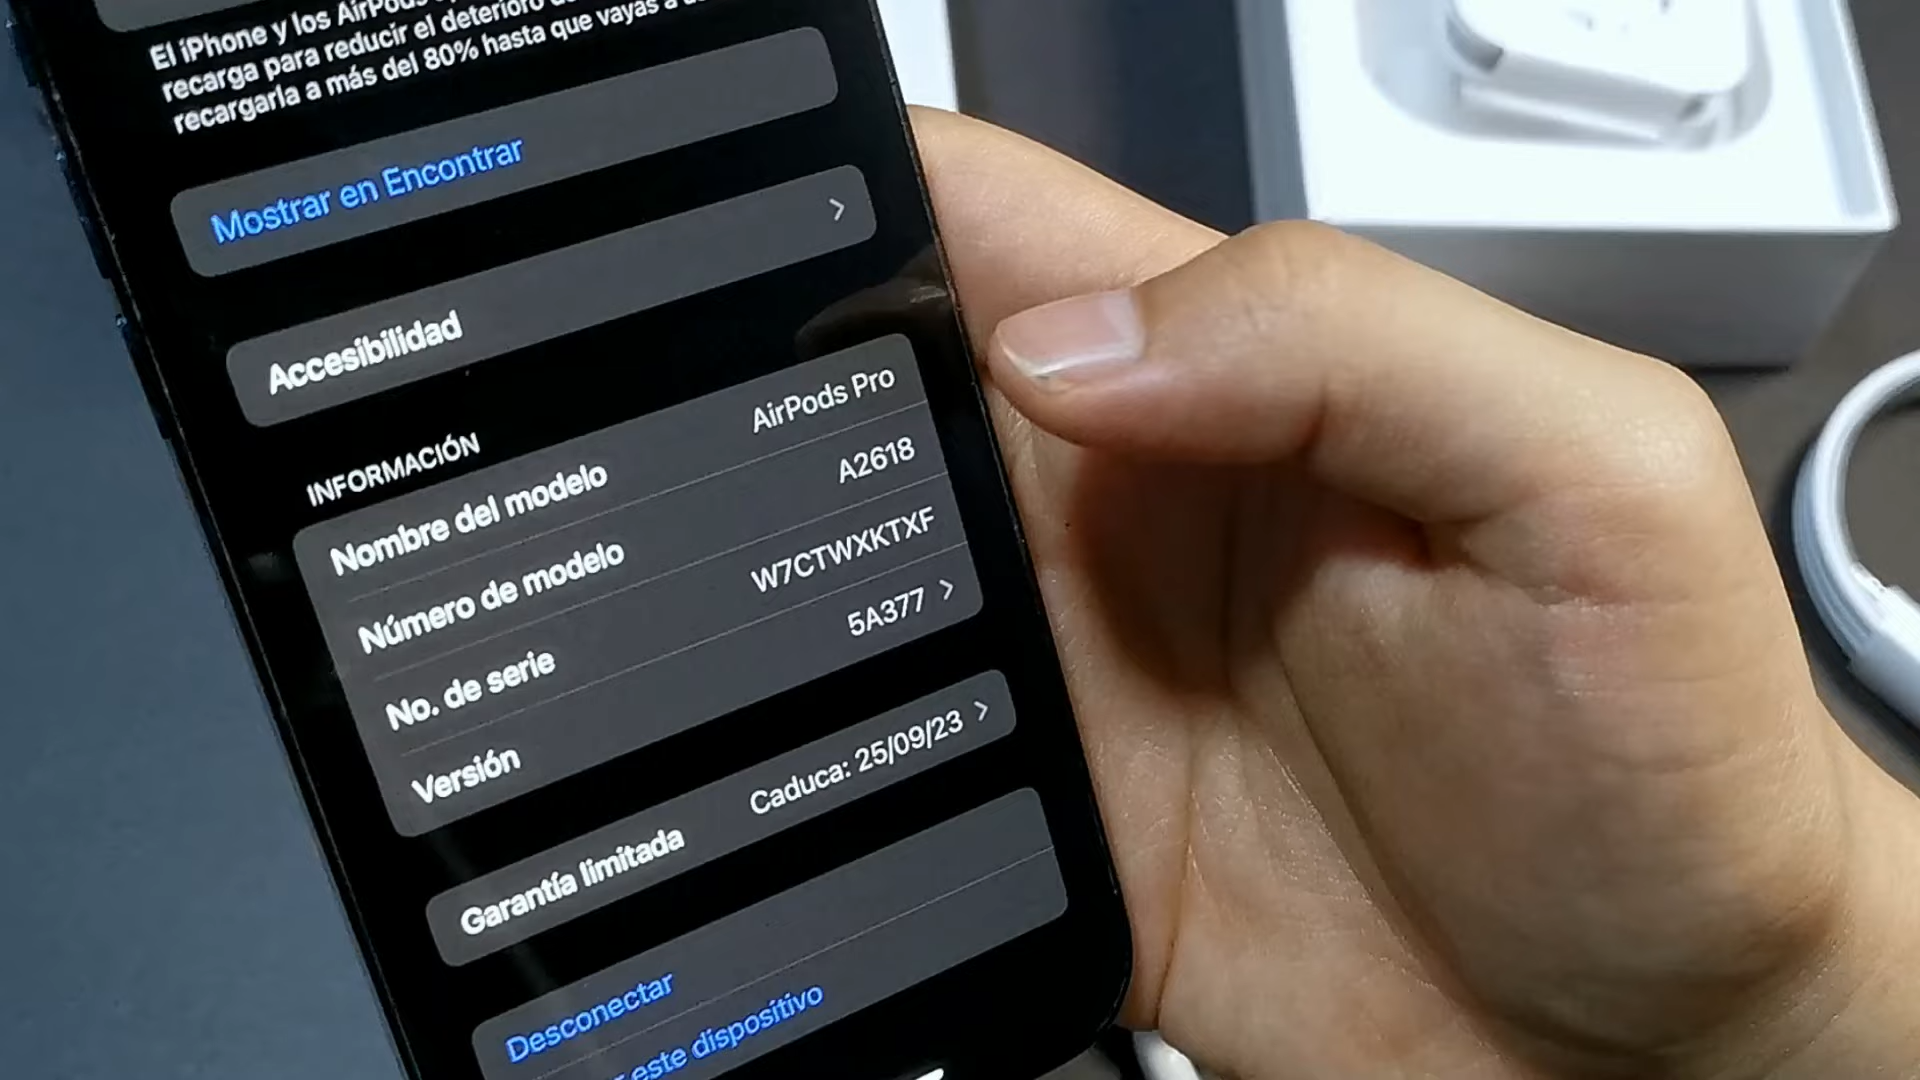 El iPhone y los AirPods
recarga para reducir el deterioro
recargarla a más del 80% hasta que vayas a
Mostrar en Encontrar
Accesibilidad
INFORMACIÓN
Nombre del modelo AirPods Pro
Número de modelo A2618
No. de serie W7CTWXKTXF
Versión 5A377
Garantía limitada Caduca: 25/09/23
Desconectar
este dispositivo